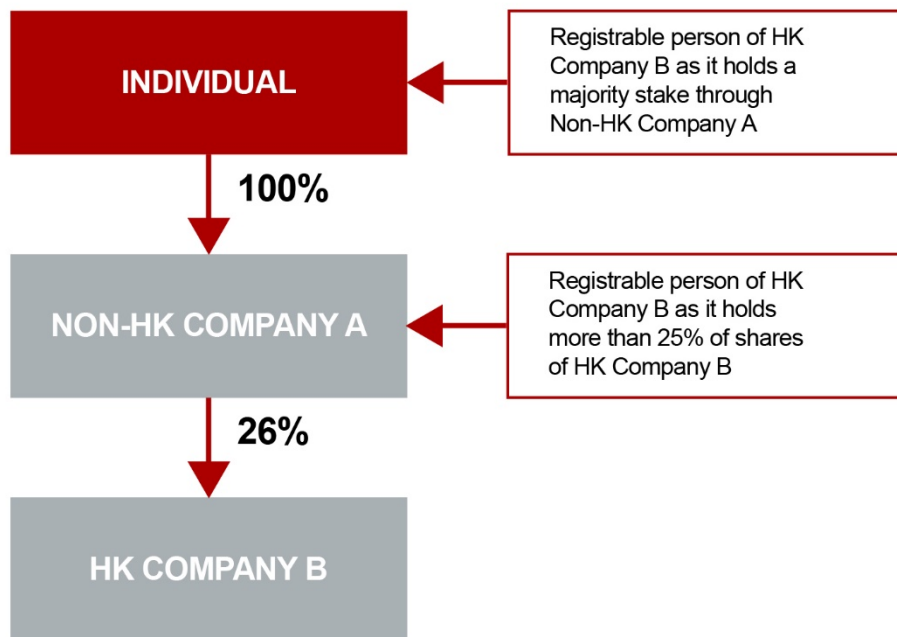 INDIVIDUAL
Registrable person of HK
Company B as it holds a
majority stake through
Non-HK Company A
100%
NON-HK COMPANY A
Registrable person of HK
Company B as it holds
more than 25% of shares
of HK Company B
26%
HK COMPANY B